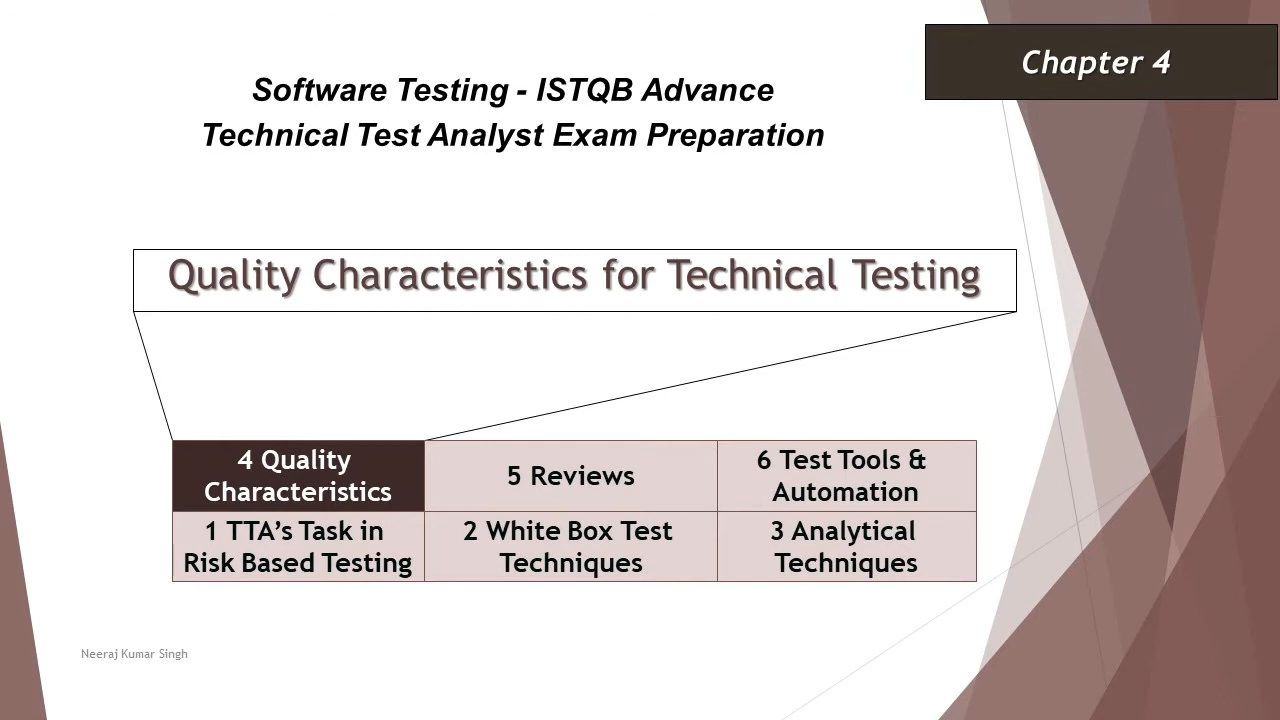 Chapter 4
Software Testing - ISTQB Advance
Technical Test Analyst Exam Preparation
Quality Characteristics for Technical Testing
4 Quality
Characteristics
5 Reviews
6 Test Tools &
Automation
1 TTA’s Task in
Risk Based Testing
2 White Box Test
Techniques
3 Analytical
Techniques
Neeraj Kumar Singh